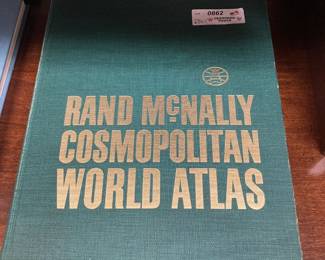 0862
RAND McNALLY
COSMOPOLITAN
WORLD ATLAS